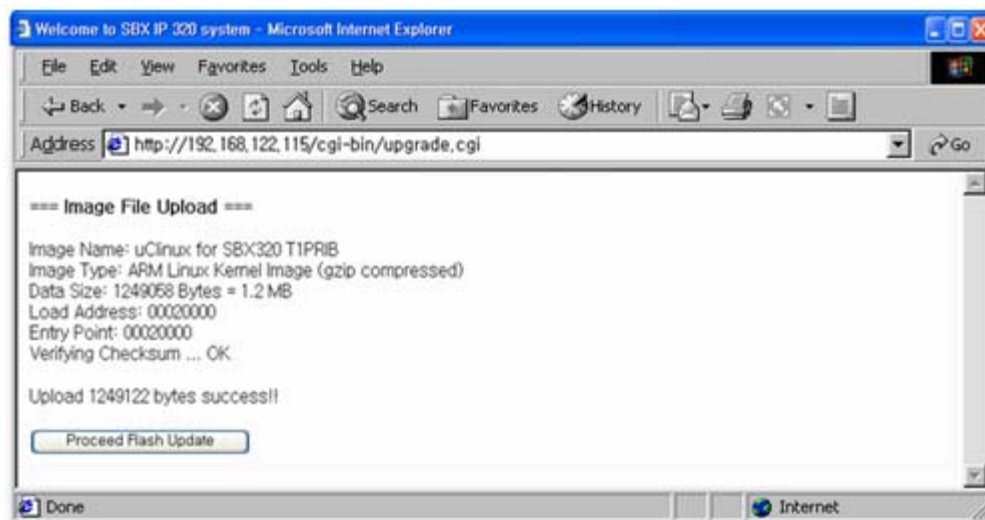 Welcome to SBX IP 320 system - Microsoft Internet Explorer
File Edit View Favorites Tools Help
Back Search Favorites History
Address http://192,168,122,115/cgi-bin/upgrade,cgi Go
=== Image File Upload ===
Image Name: uClinux for SBX320 T1PRIB
Image Type: ARM Linux Kernel Image (gzip compressed)
Data Size: 1249058 Bytes = 1.2 MB
Load Address: 00020000
Entry Point: 00020000
Verifying Checksum ... OK
Upload 1249122 bytes success!!
Proceed Flash Update
Done Internet